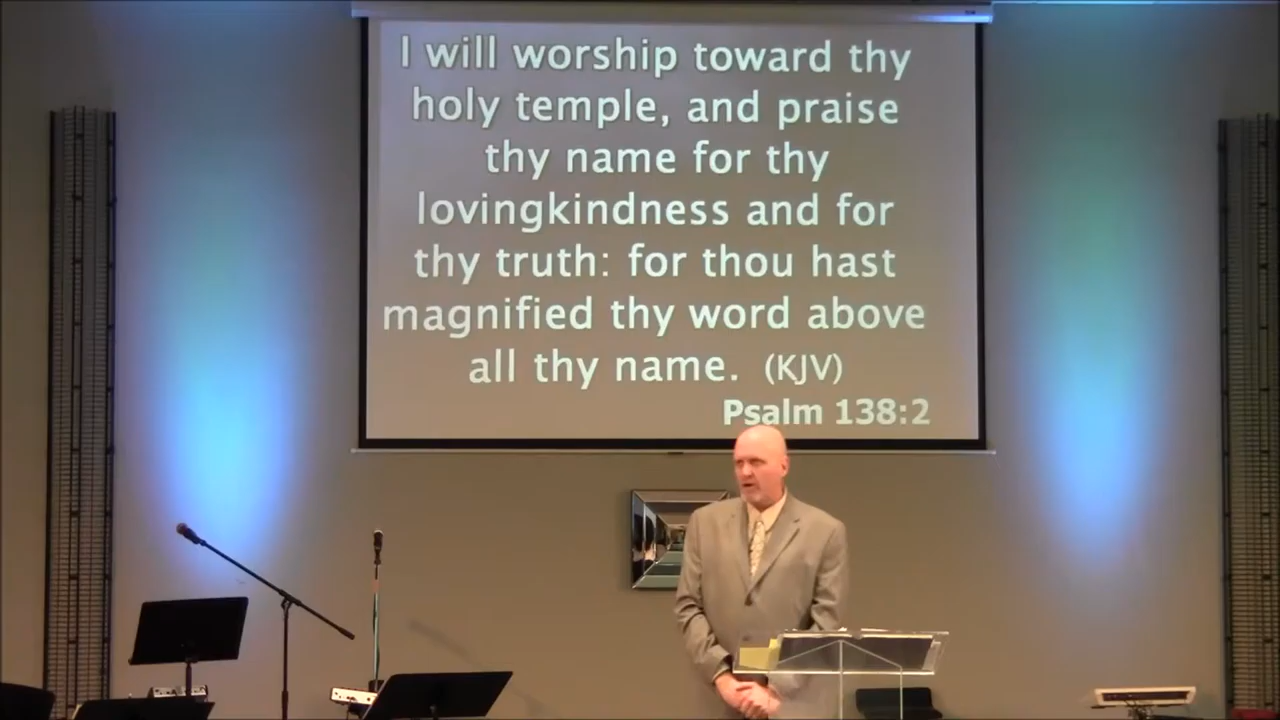 I will worship toward thy
holy temple, and praise
thy name for thy
lovingkindness and for
thy truth: for thou hast
magnified thy word above
all thy name. (KJV)
Psalm 138:2